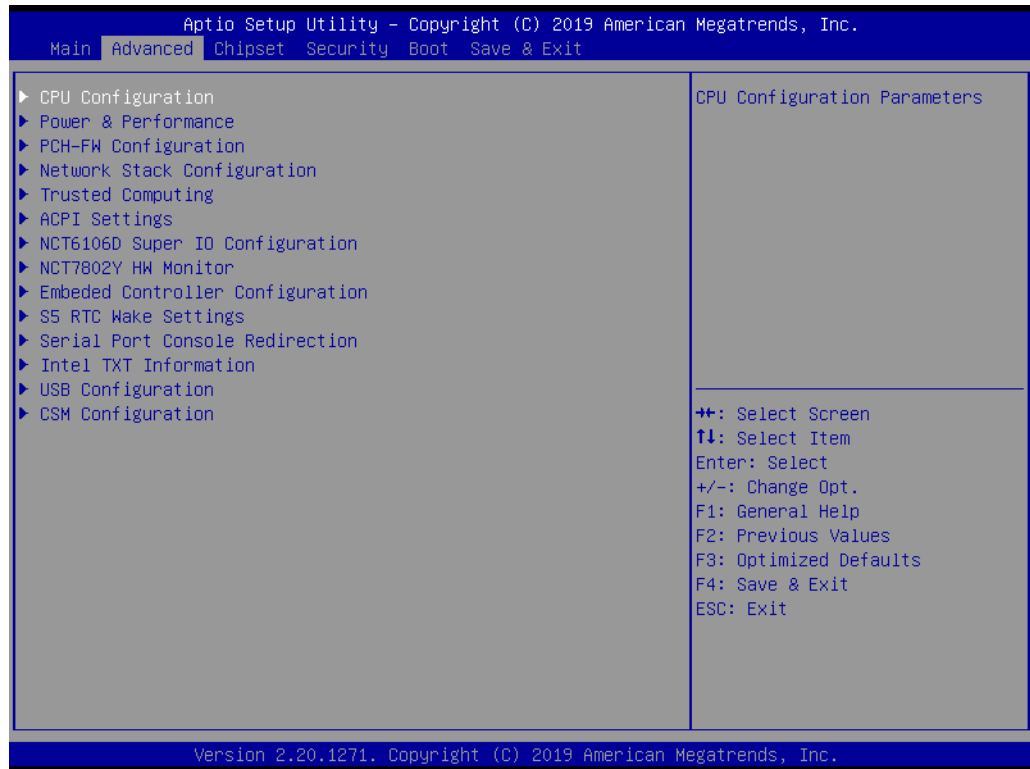 Aptio Setup Utility – Copyright (C) 2019 American Megatrends, Inc.
Main Advanced Chipset Security Boot Save & Exit
▶ CPU Configuration
▶ Power & Performance
▶ PCH-FW Configuration
▶ Network Stack Configuration
▶ Trusted Computing
▶ ACPI Settings
▶ NCT6106D Super IO Configuration
▶ NCT7802Y HW Monitor
▶ Embeded Controller Configuration
▶ S5 RTC Wake Settings
▶ Serial Port Console Redirection
▶ Intel TXT Information
▶ USB Configuration
▶ CSM Configuration
CPU Configuration Parameters
→←: Select Screen
↑↓: Select Item
Enter: Select
+/-: Change Opt.
F1: General Help
F2: Previous Values
F3: Optimized Defaults
F4: Save & Exit
ESC: Exit
Version 2.20.1271. Copyright (C) 2019 American Megatrends, Inc.